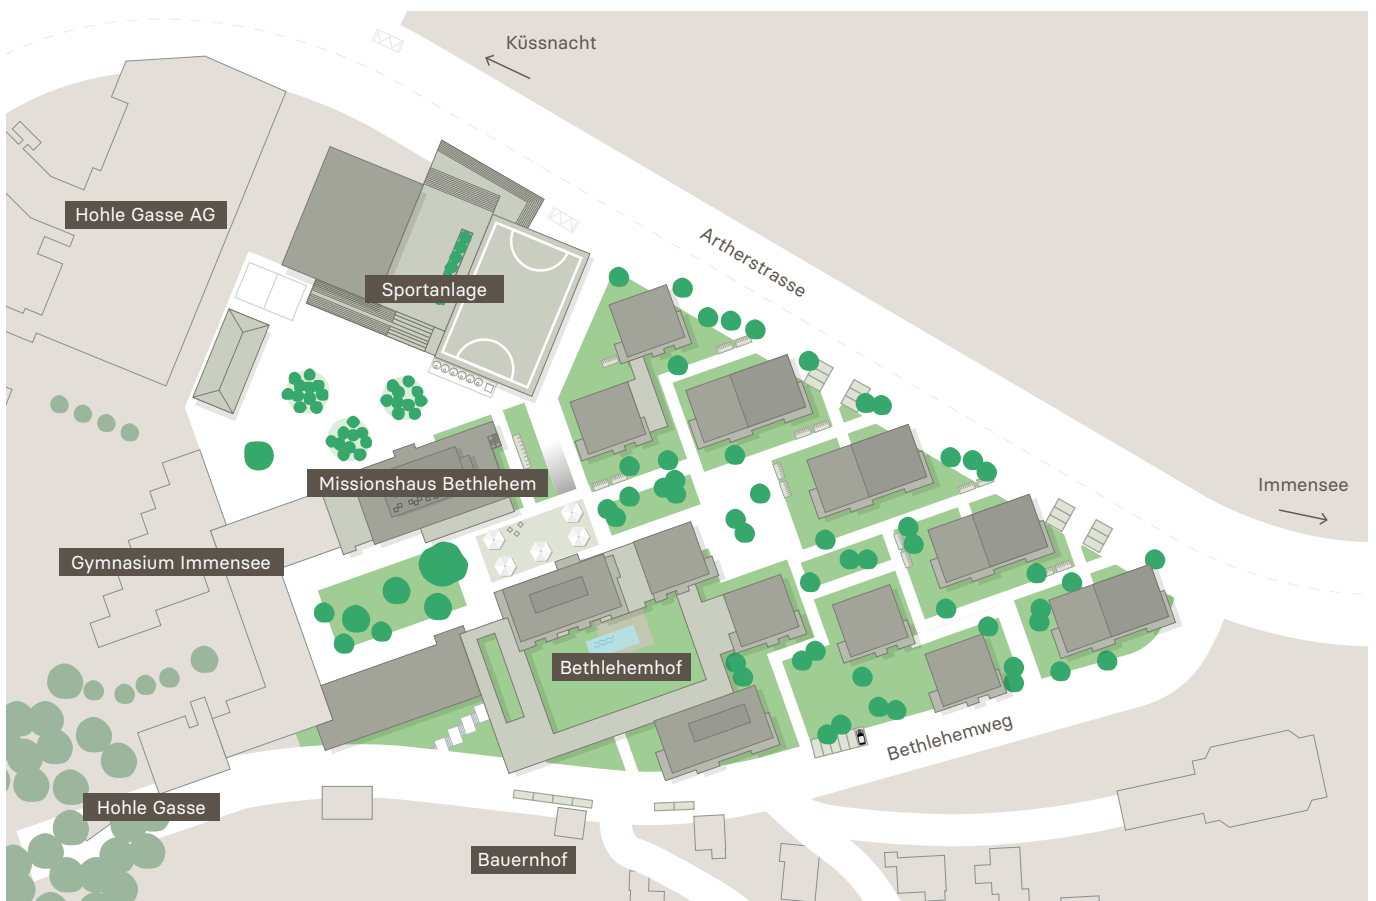 Küssnacht
Hohle Gasse AG
Artherstrasse
Sportanlage
Missionshaus Bethlehem
Immensee
Gymnasium Immensee
Bethlehemhof
Bethlehemweg
Hohle Gasse
Bauernhof